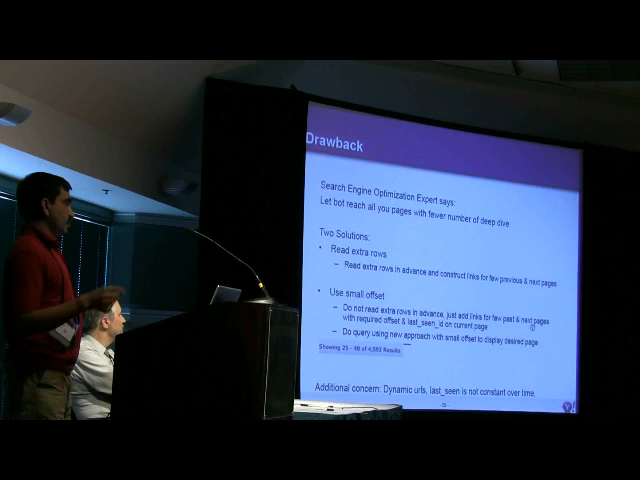 Drawback
Search Engine Optimization Expert says:
Let bot reach all you pages with fewer number of deep dive
Two Solutions:
• Read extra rows
– Read extra rows in advance and construct links for few previous & next pages
• Use small offset
– Do not read extra rows in advance, just add links for few past & next pages
with required offset & last_seen_id on current page
– Do query using new approach with small offset to display desired page
Showing 25 - 48 of 4,593 Results
Additional concern: Dynamic urls, last_seen is not constant over time.
Y!